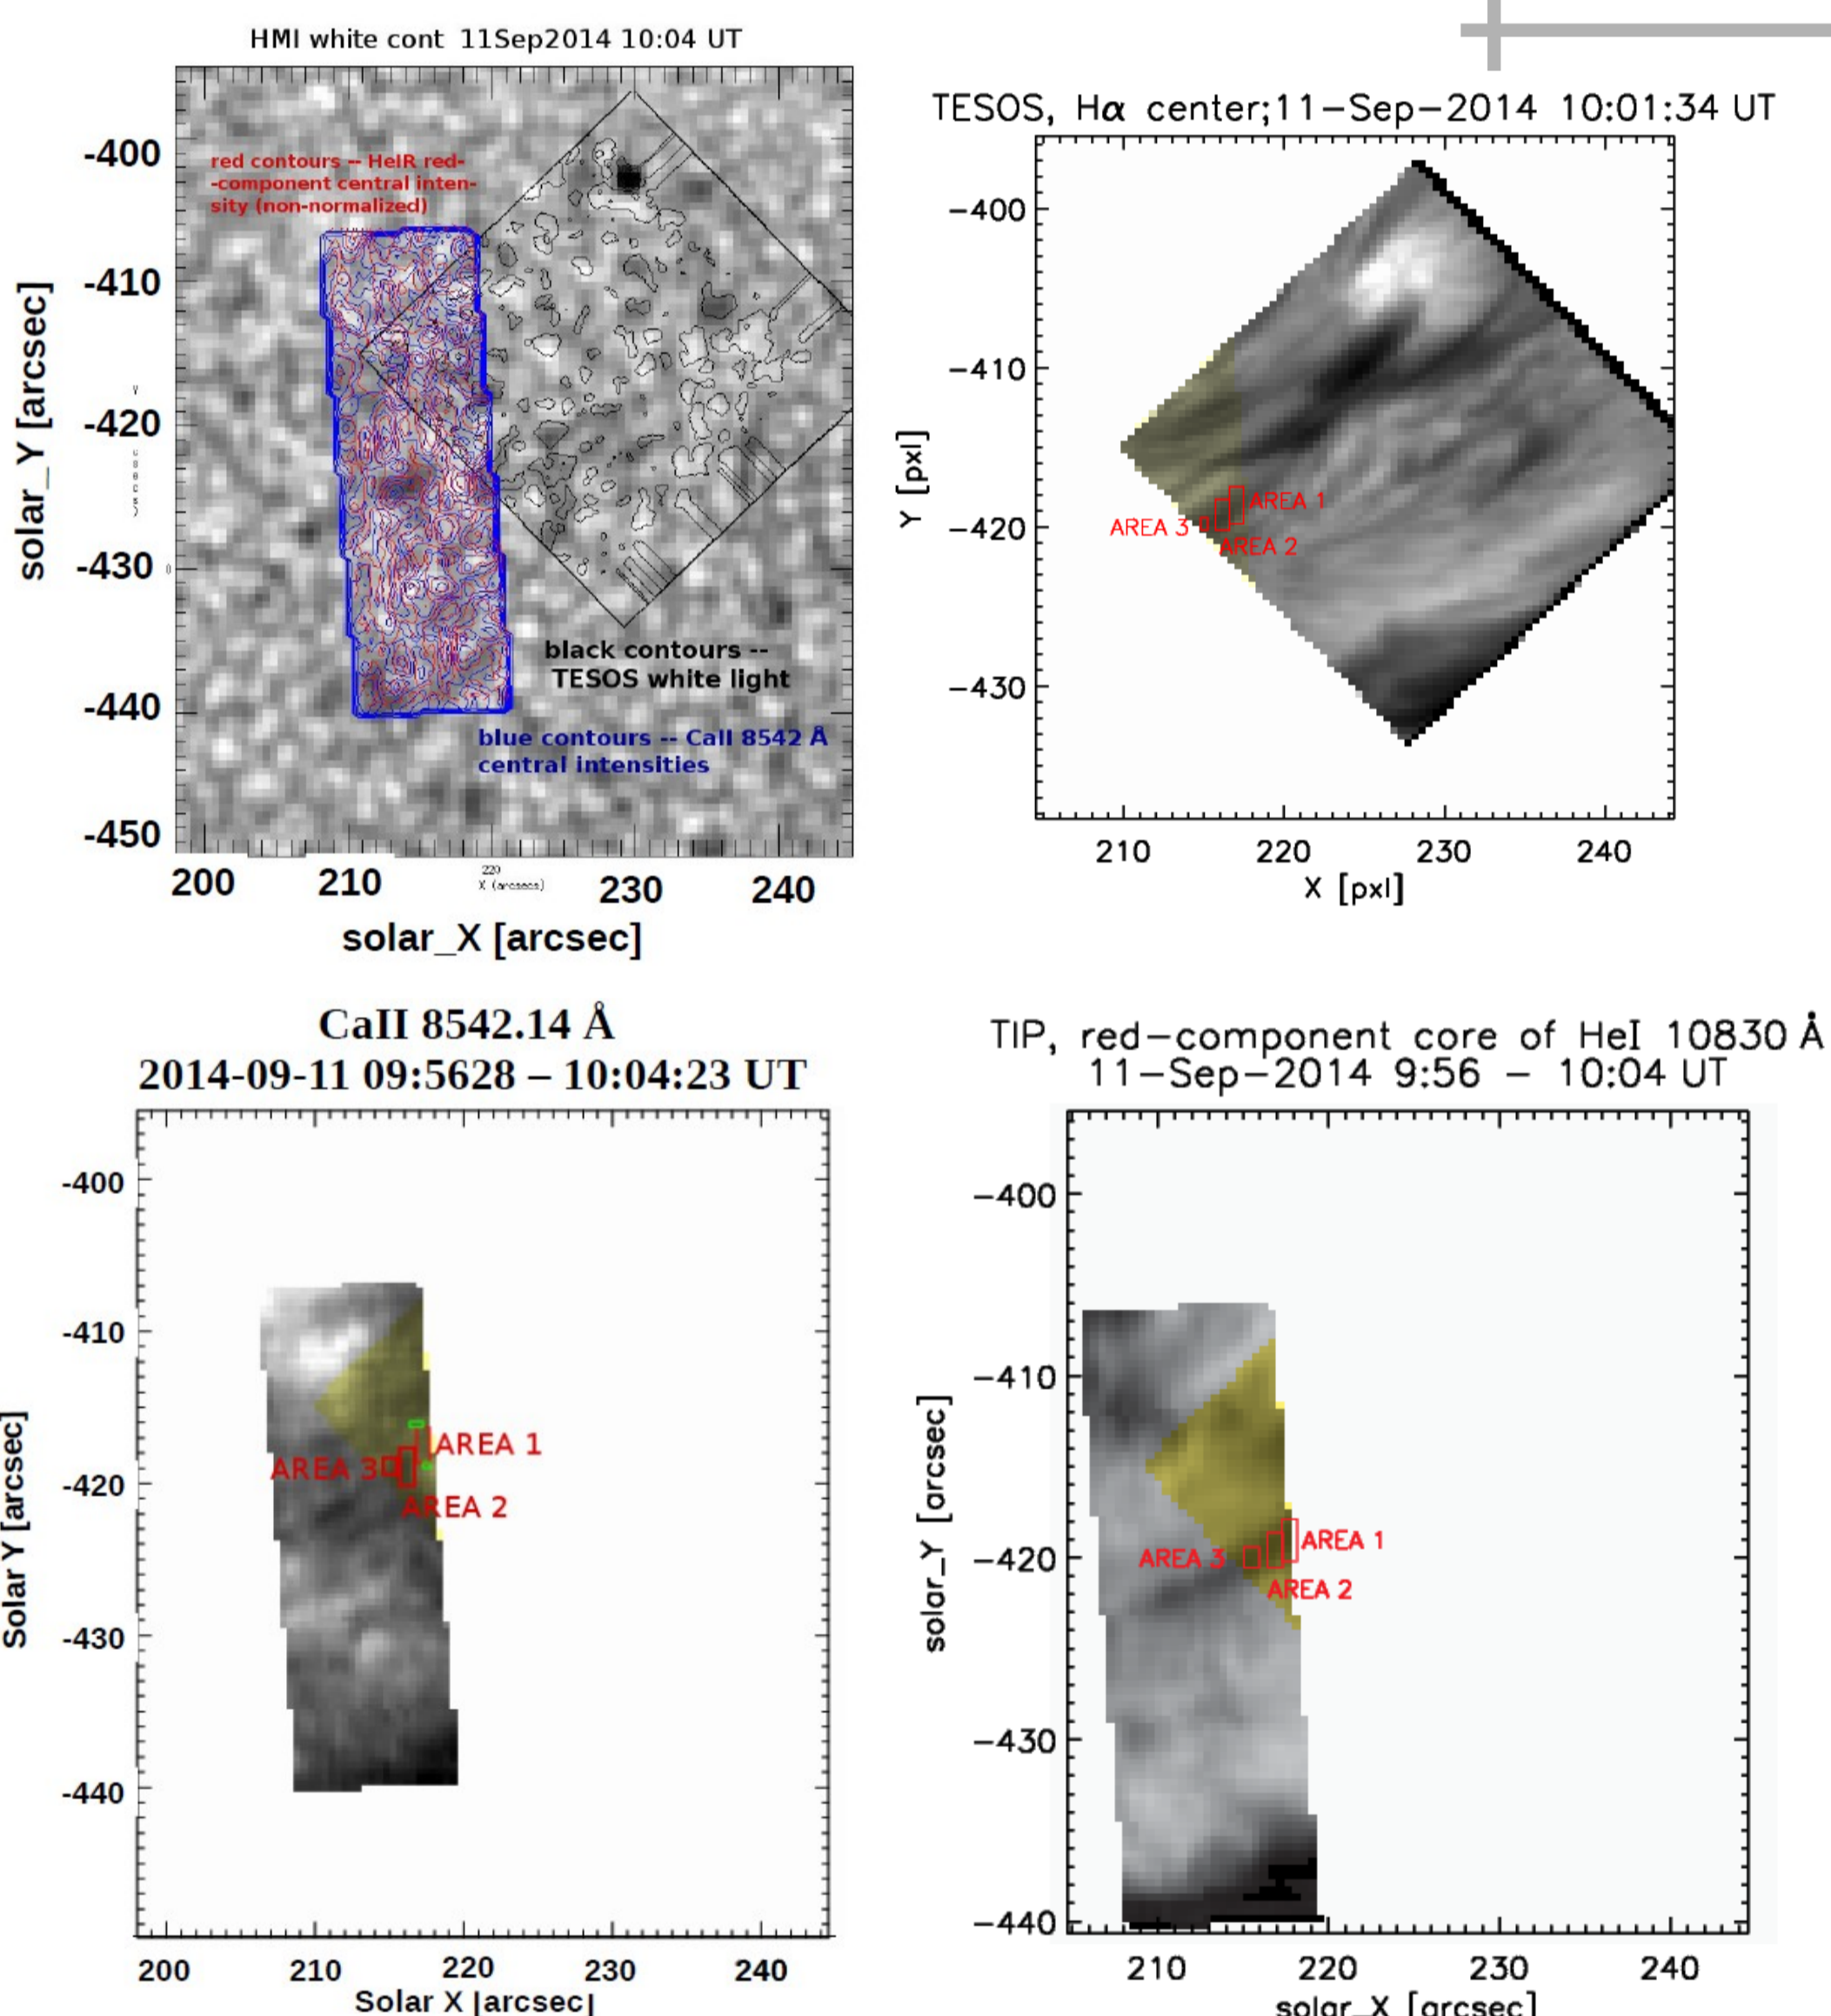 HMI white cont 11Sep2014 10:04 UT
red contours -- HeIR red-
-component central inten-
sity (non-normalized)
-400
-410
-420
-430
-440
-450
solar_Y [arcsec]
black contours --
TESOS white light
blue contours -- CaII 8542 Å
central intensities
200
210
220
230
240
X (arcsecs)
solar_X [arcsec]
TESOS, Hα center;11-Sep-2014 10:01:34 UT
-400
-410
-420
-430
Y [pxl]
AREA 1
AREA 3
AREA 2
210
220
230
240
X [pxl]
CaII 8542.14 Å
2014-09-11 09:5628 – 10:04:23 UT
-400
-410
-420
-430
-440
Solar Y [arcsec]
AREA 1
AREA 3
AREA 2
200
210
220
230
240
Solar X [arcsec]
TIP, red-component core of HeI 10830 Å
11-Sep-2014 9:56 - 10:04 UT
-400
-410
-420
-430
-440
solar_Y [arcsec]
AREA 1
AREA 3
AREA 2
210
220
230
240
solar_X [arcsec]